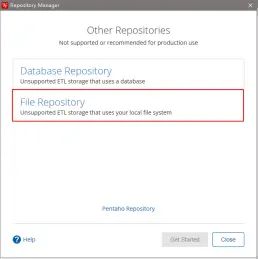 Repository Manager
Other Repositories
Not supported or recommended for production use
Database Repository
Unsupported ETL storage that uses a database
File Repository
Unsupported ETL storage that uses your local file system
Pentaho Repository
Help
Get Started
Close